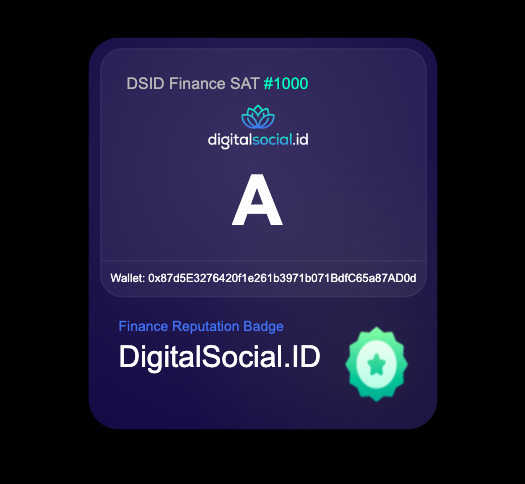 DSID Finance SAT #1000
digitalsocial.id
A
Wallet: 0x87d5E3276420f1e261b3971b071BdfC65a87AD0d
Finance Reputation Badge
DigitalSocial.ID